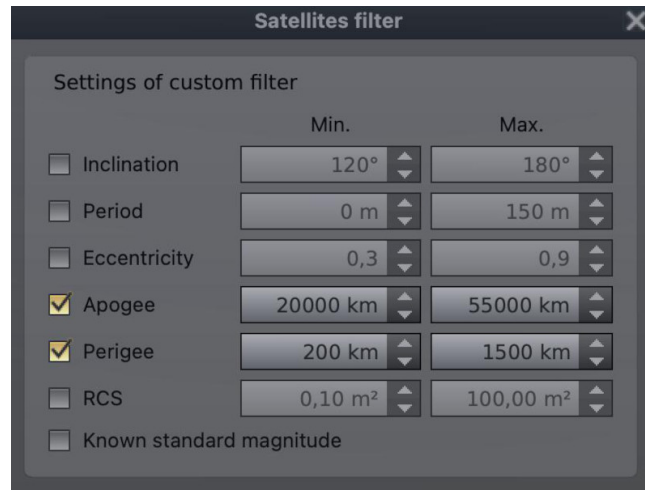 Satellites filter
Settings of custom filter
Min. Max.
Inclination 120° 180°
Period 0 m 150 m
Eccentricity 0,3 0,9
Apogee 20000 km 55000 km
Perigee 200 km 1500 km
RCS 0,10 m² 100,00 m²
Known standard magnitude